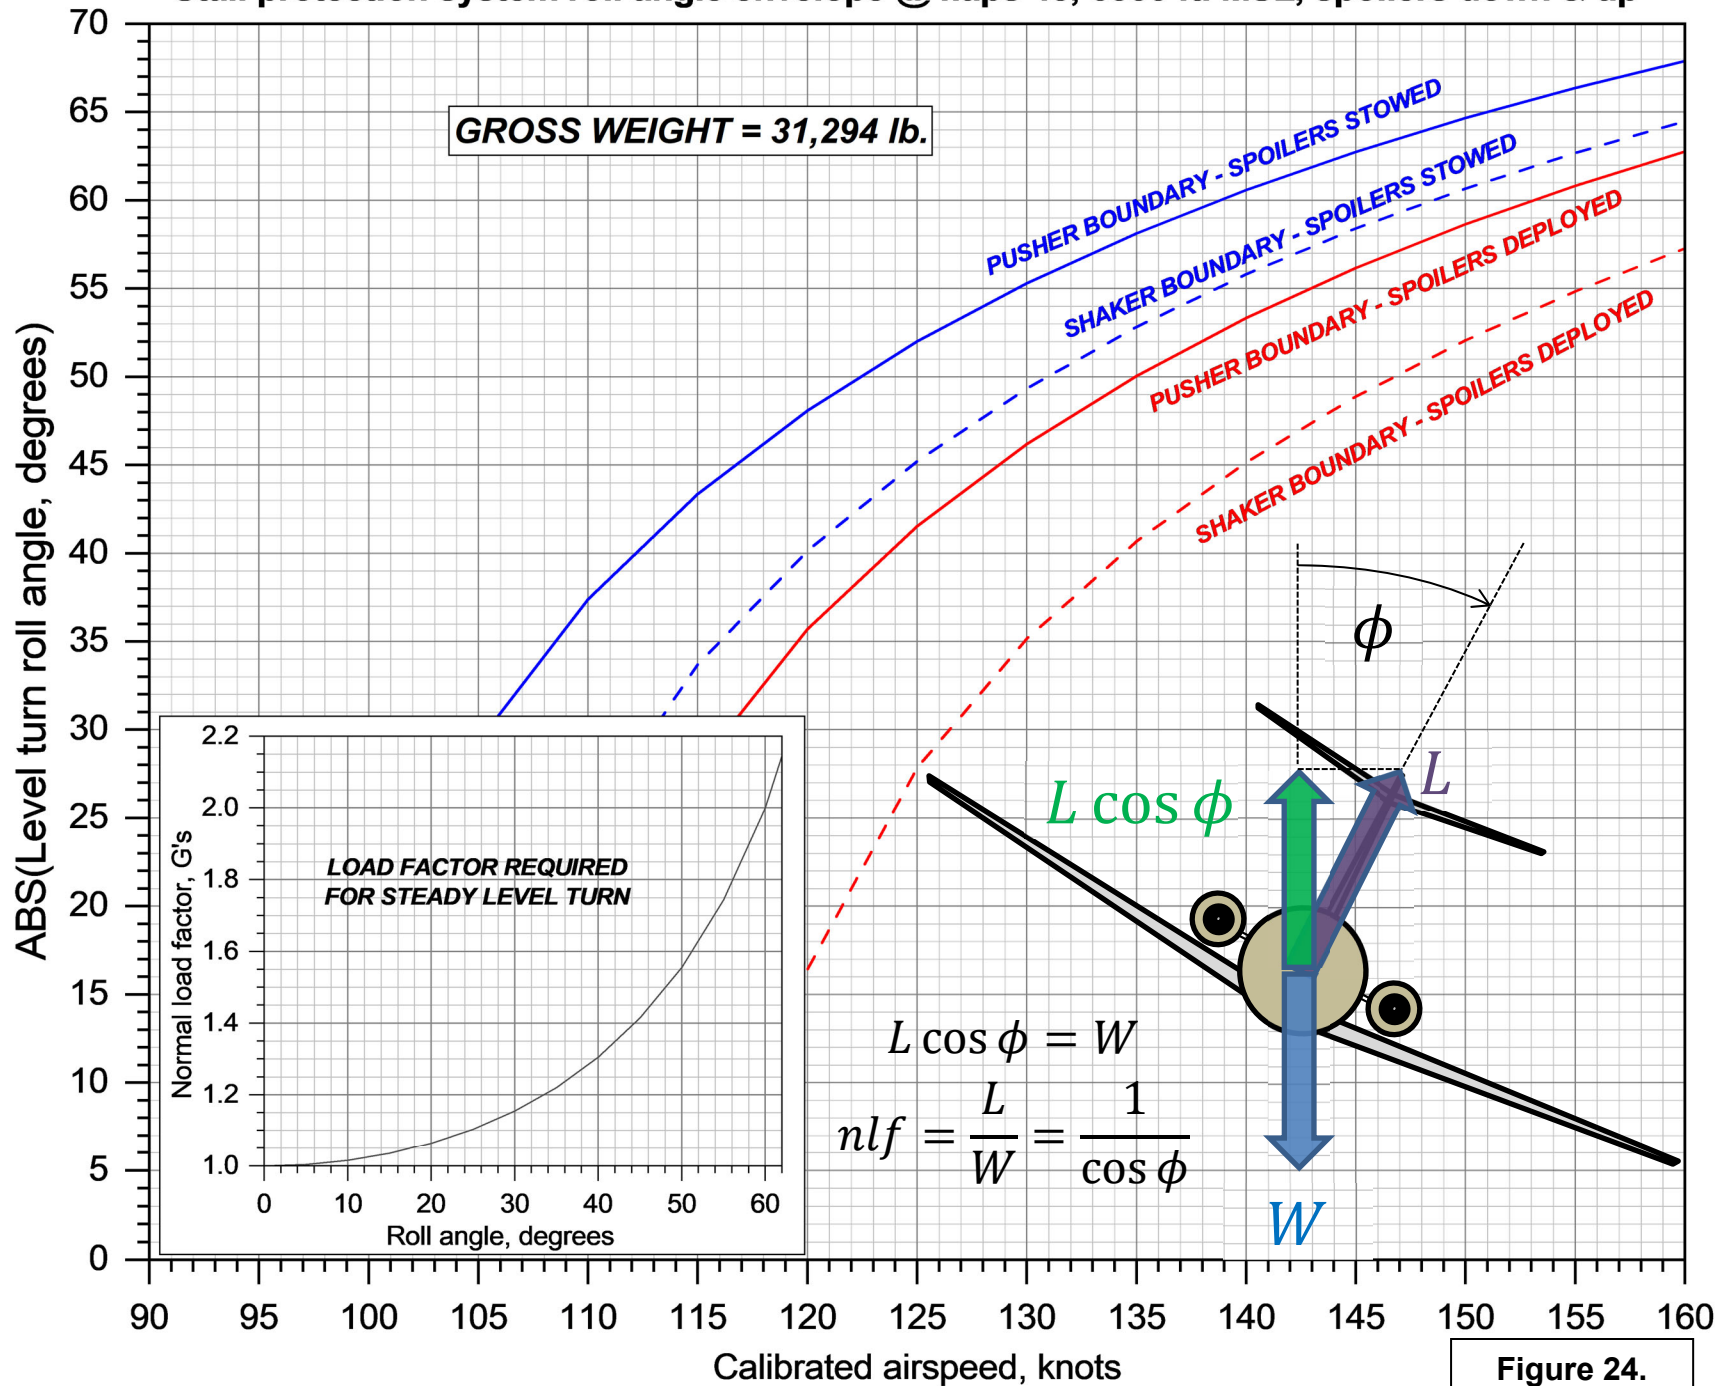 70
65
60
55
50
45
40
35
30
25
20
15
10
5
0
ABS(Level turn roll angle, degrees)
GROSS WEIGHT = 31,294 lb.
PUSHER BOUNDARY - SPOILERS STOWED
SHAKER BOUNDARY - SPOILERS STOWED
PUSHER BOUNDARY - SPOILERS DEPLOYED
SHAKER BOUNDARY - SPOILERS DEPLOYED
ϕ
L
L cos ϕ
W
L cos ϕ = W
nlf = L/W = 1/cos ϕ
2.2
2.0
1.8
1.6
1.4
1.2
1.0
Normal load factor, G's
LOAD FACTOR REQUIRED
FOR STEADY LEVEL TURN
0 10 20 30 40 50 60
Roll angle, degrees
90 95 100 105 110 115 120 125 130 135 140 145 150 155 160
Calibrated airspeed, knots
Figure 24.